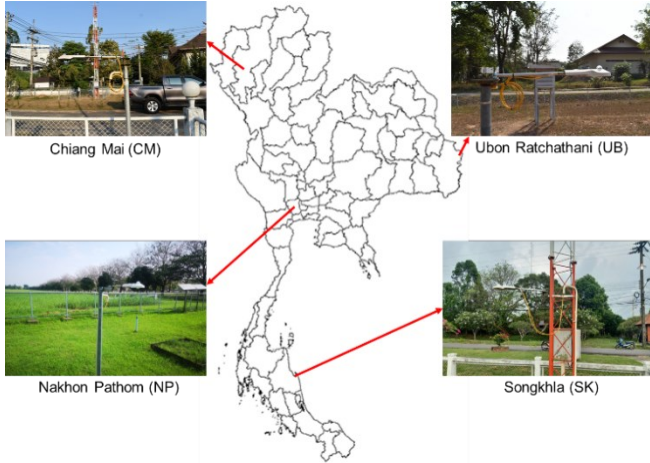 Chiang Mai (CM)
Ubon Ratchathani (UB)
Nakhon Pathom (NP)
Songkhla (SK)